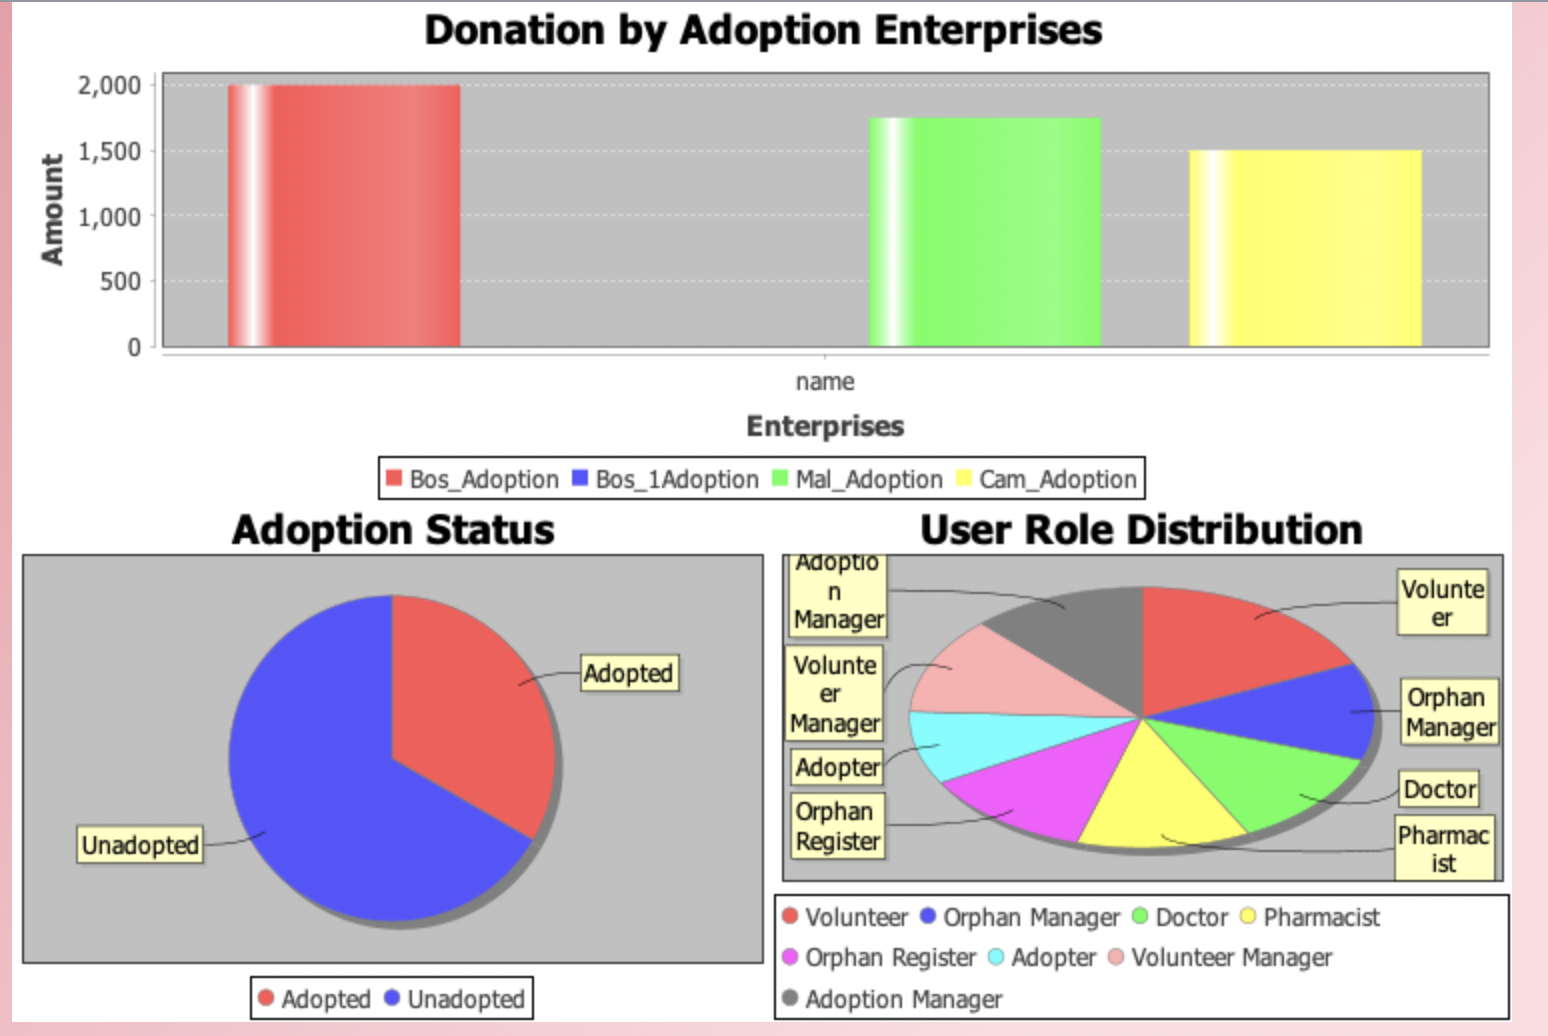 Donation by Adoption Enterprises
2,000
1,500
1,000
500
0
Amount
name
Enterprises
Bos_Adoption Bos_1Adoption Mal_Adoption Cam_Adoption
Adoption Status
Adopted
Unadopted
Adopted Unadopted
User Role Distribution
Adoptio
n
Manager
Volunte
er
Volunte
er
Manager
Orphan
Manager
Adopter
Doctor
Orphan
Register
Pharmac
ist
Volunteer Orphan Manager Doctor Pharmacist
Orphan Register Adopter Volunteer Manager
Adoption Manager